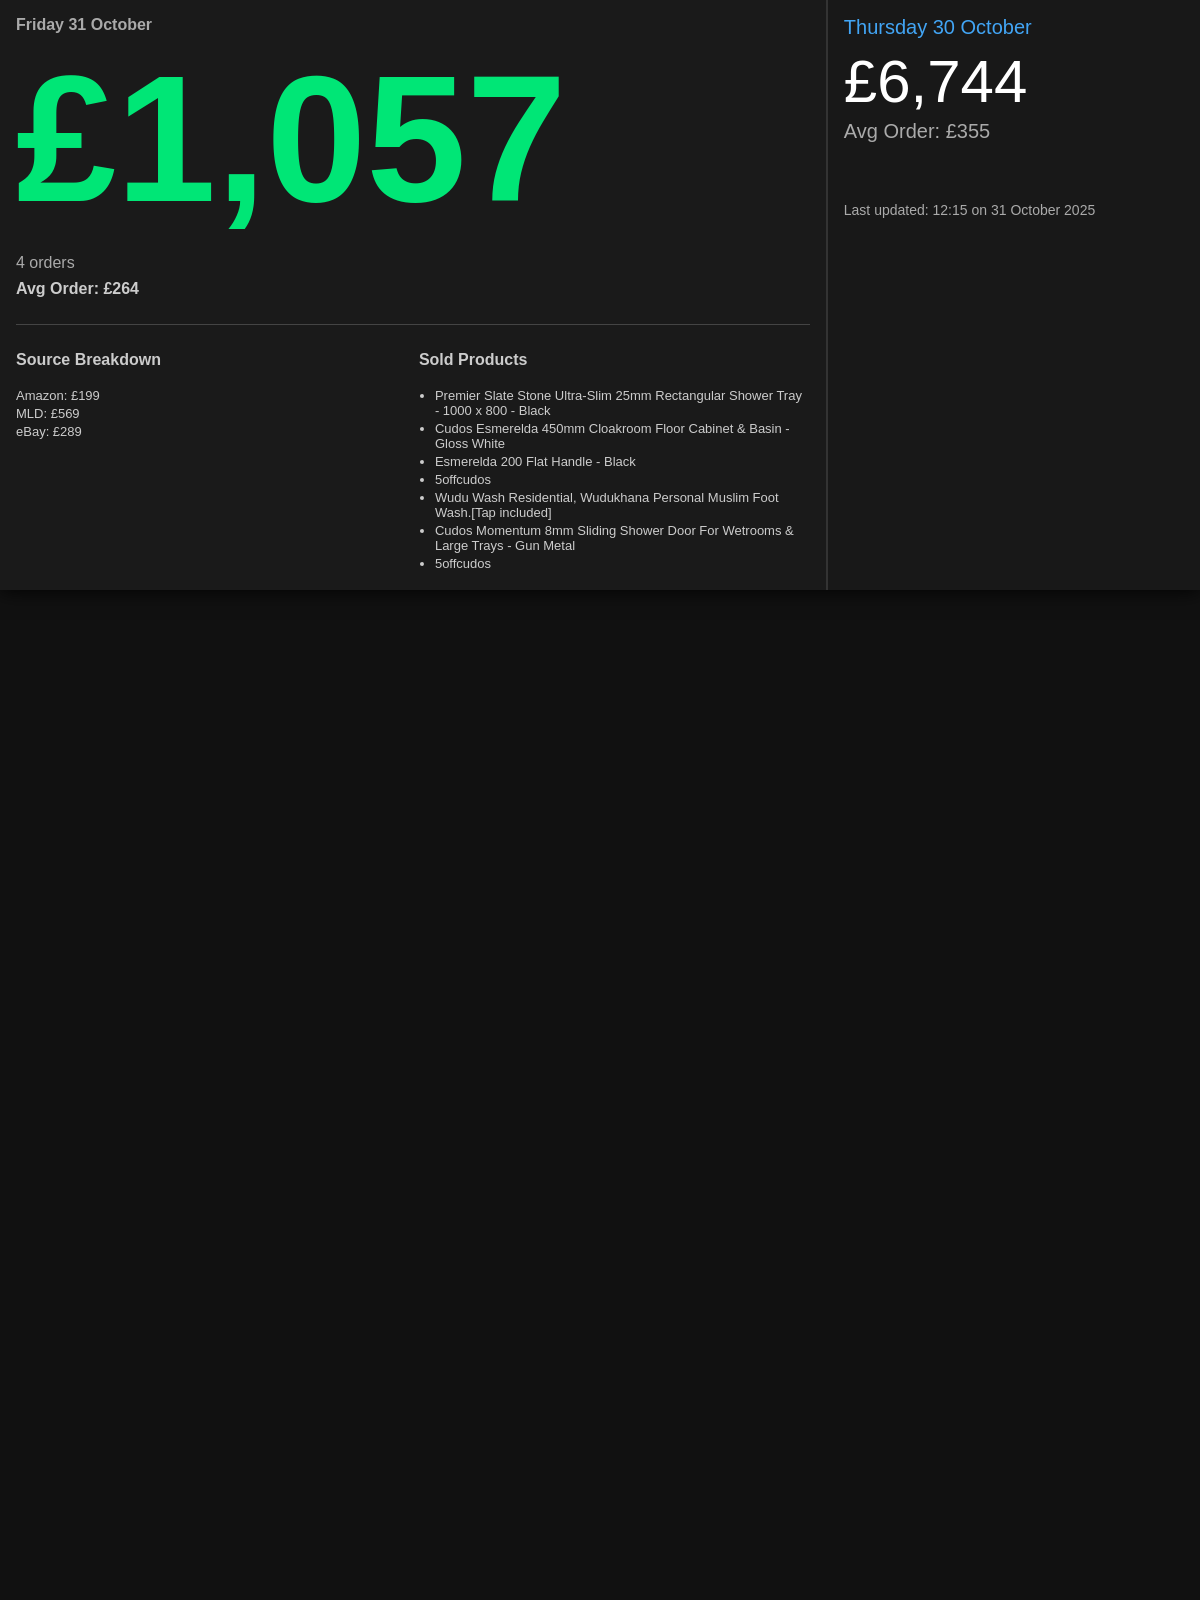 Friday 31 October
£1,057
4 orders
Avg Order: £264
Source Breakdown
Amazon: £199
MLD: £569
eBay: £289
Sold Products
• Premier Slate Stone Ultra-Slim 25mm Rectangular Shower Tray
- 1000 x 800 - Black
• Cudos Esmerelda 450mm Cloakroom Floor Cabinet & Basin -
Gloss White
• Esmerelda 200 Flat Handle - Black
• 5offcudos
• Wudu Wash Residential, Wudukhana Personal Muslim Foot
Wash.[Tap included]
• Cudos Momentum 8mm Sliding Shower Door For Wetrooms &
Large Trays - Gun Metal
• 5offcudos
Thursday 30 October
£6,744
Avg Order: £355
Last updated: 12:15 on 31 October 2025